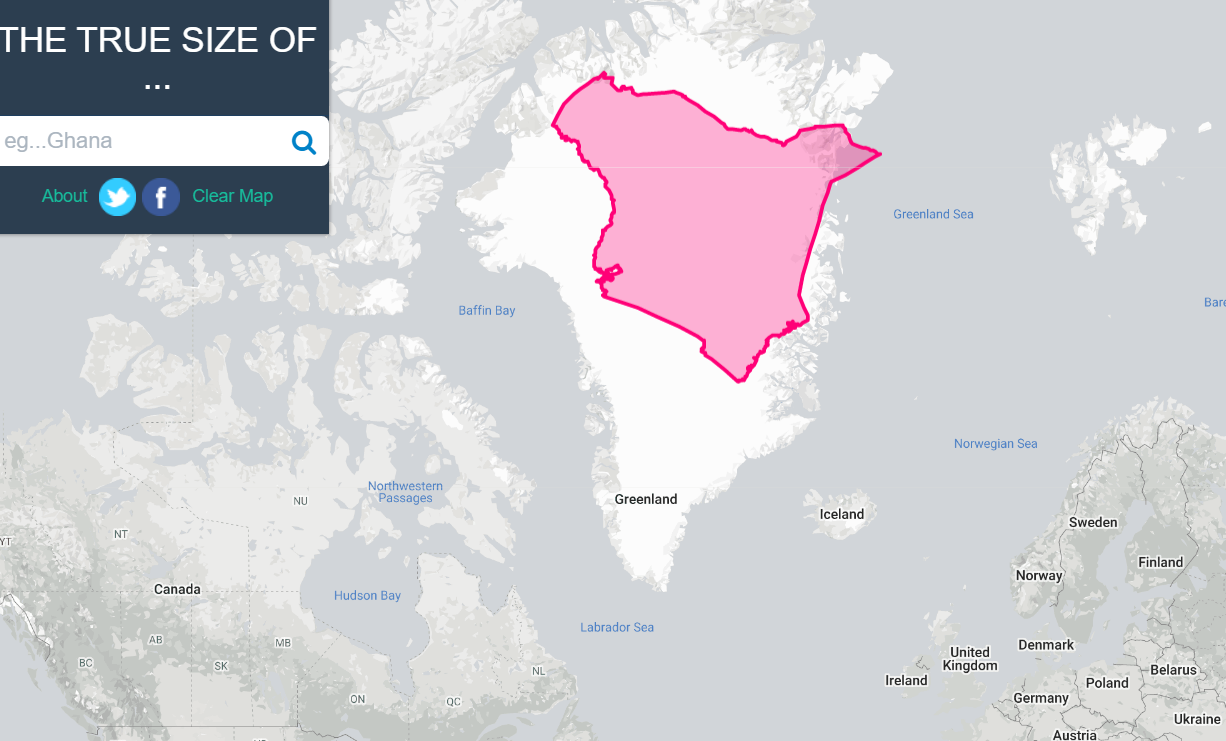 THE TRUE SIZE OF
...
eg...Ghana
About
Clear Map
Greenland Sea
Baffin Bay
Norwegian Sea
Northwestern
Passages
NU
Greenland
Iceland
Sweden
NT
YT
Finland
Norway
Canada
Hudson Bay
Labrador Sea
AB
MB
Denmark
United
Kingdom
BC
SK
NL
Belarus
Ireland
Poland
ON
QC
Germany
Ukraine
Austria